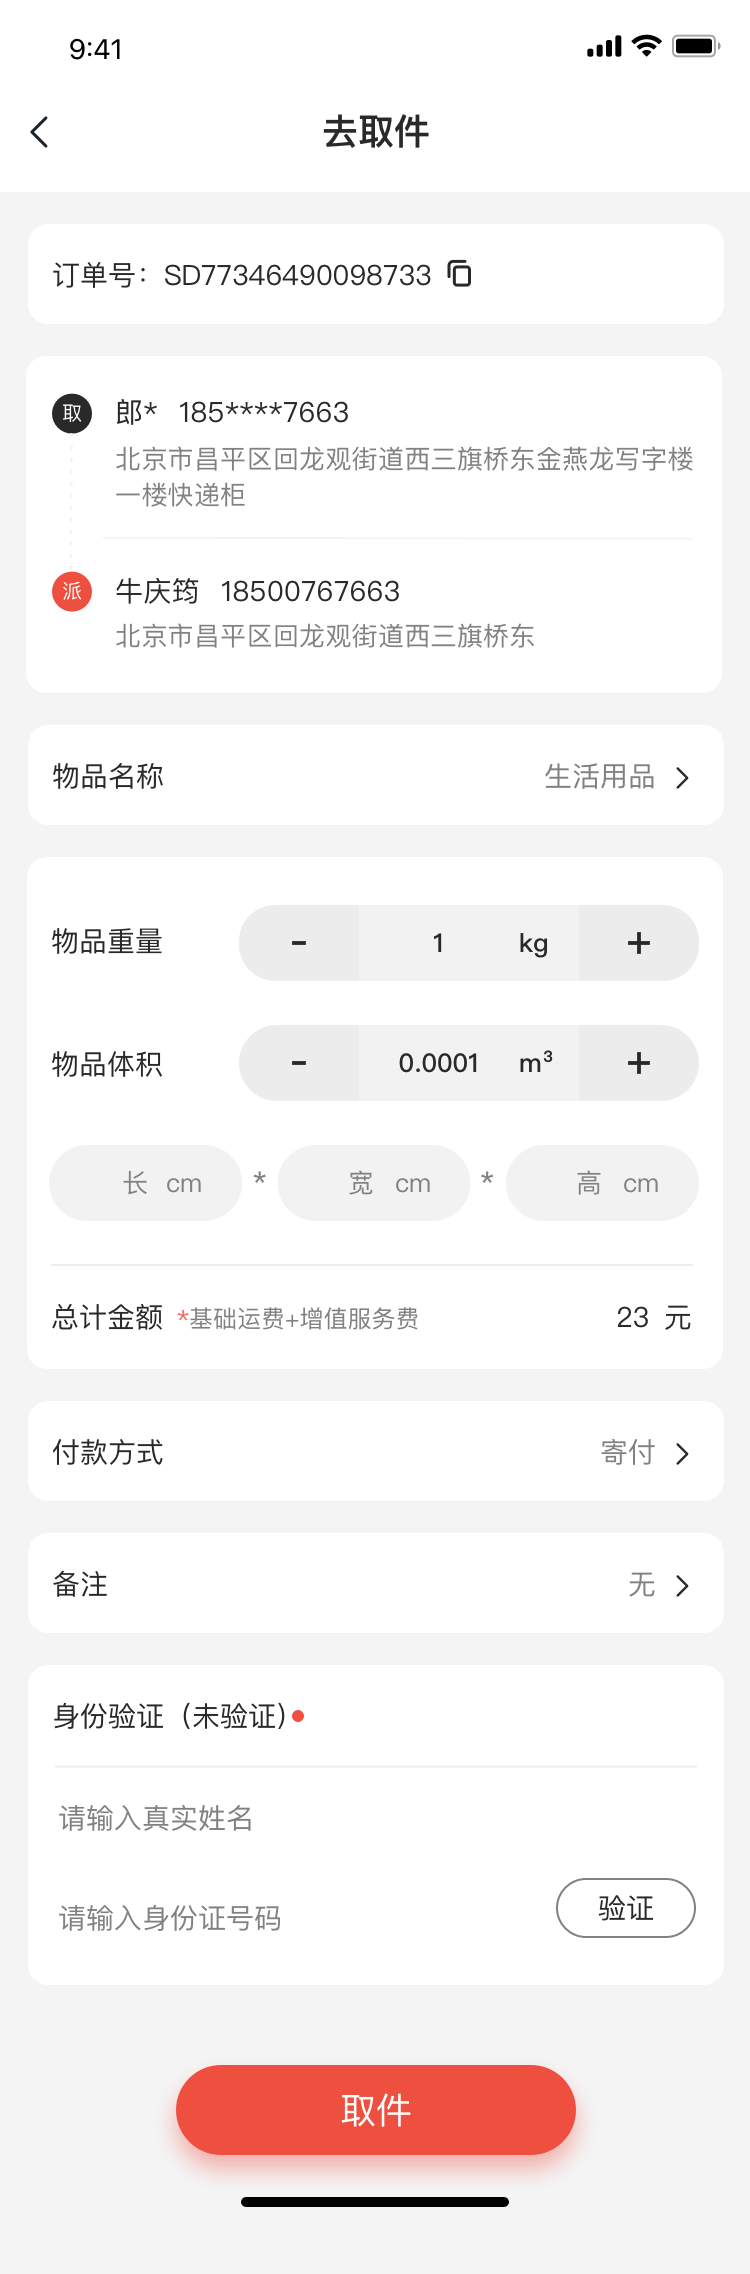 9:41
去取件
订单号：SD77346490098733
取 郎* 185****7663
北京市昌平区回龙观街道西三旗桥东金燕龙写字楼
一楼快递柜
派 牛庆筠 18500767663
北京市昌平区回龙观街道西三旗桥东
物品名称 生活用品
物品重量 - 1 kg +
物品体积 - 0.0001 m³ +
长 cm * 宽 cm * 高 cm
总计金额 *基础运费+增值服务费 23 元
付款方式 寄付
备注 无
身份验证（未验证）
请输入真实姓名
请输入身份证号码 验证
取件